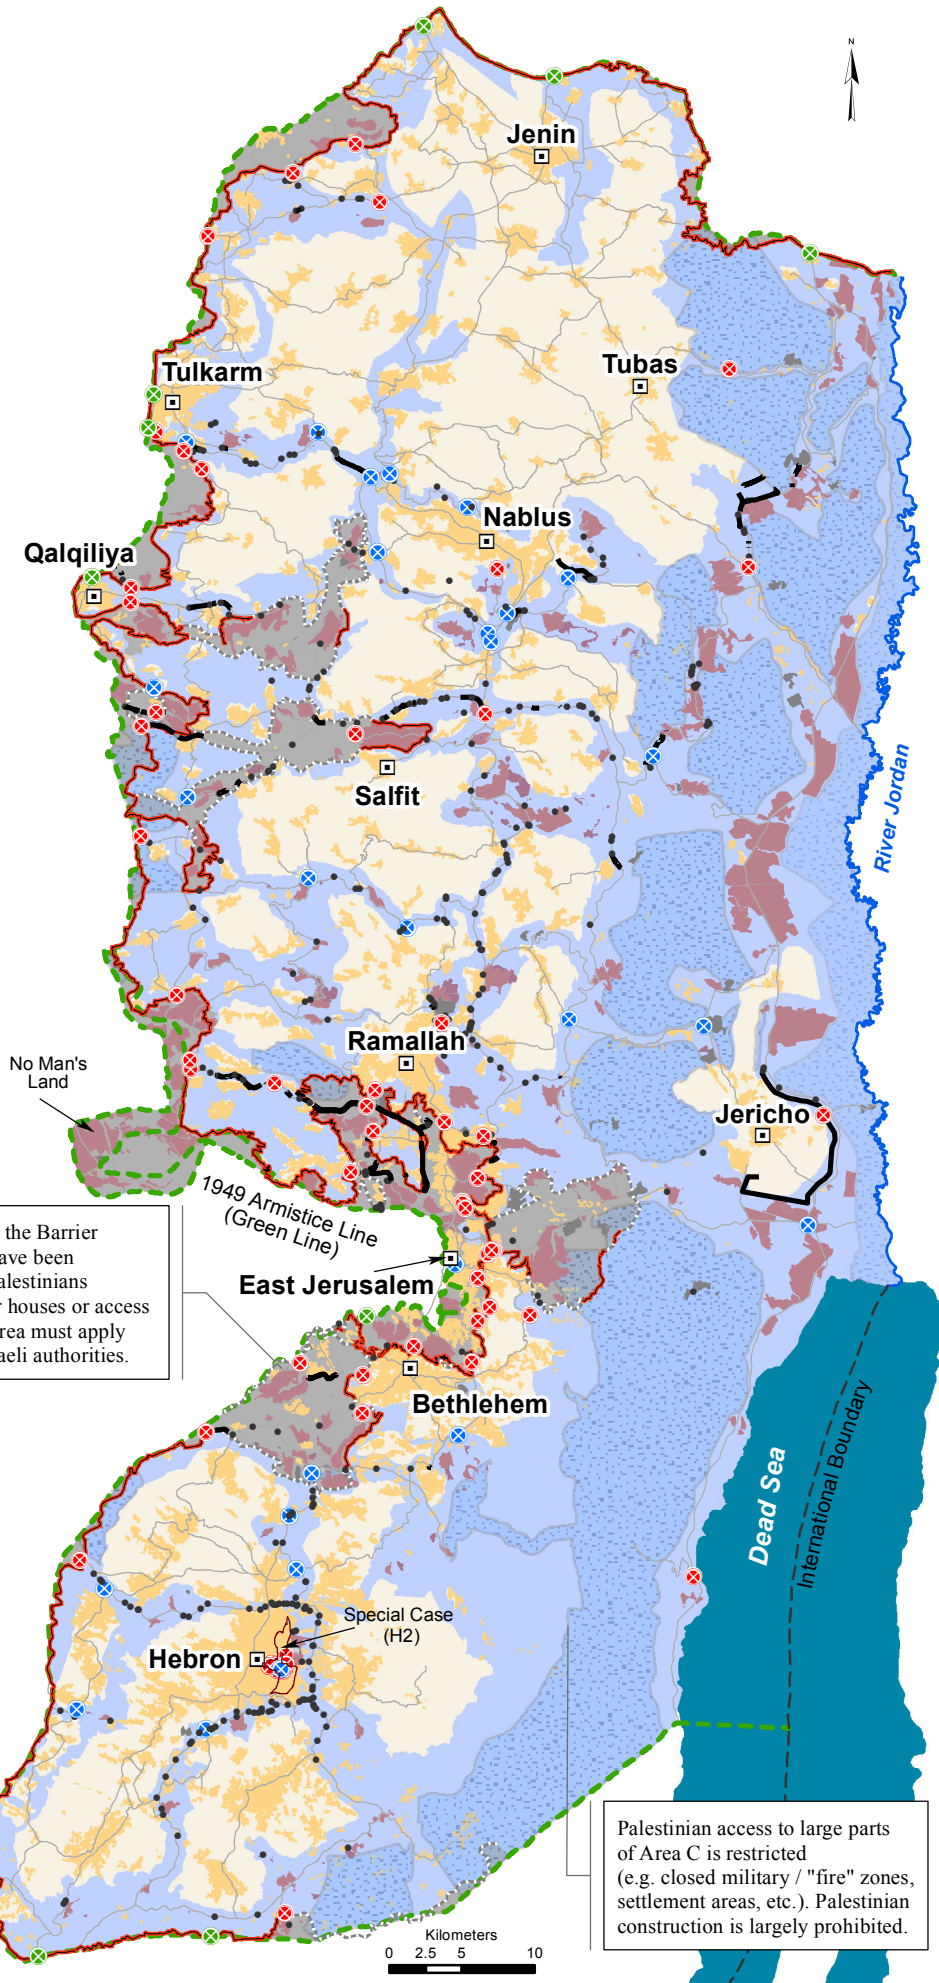 N
Jenin
Tubas
Tulkarm
Nablus
Qalqiliya
Salfit
River Jordan
No Man's
Land
Ramallah
Jericho
1949 Armistice Line
(Green Line)
the Barrier
ave been
alestinians
r houses or access
rea must apply
aeli authorities.
East Jerusalem
Bethlehem
Dead Sea
International Boundary
Special Case
(H2)
Hebron
Palestinian access to large parts
of Area C is restricted
(e.g. closed military / "fire" zones,
settlement areas, etc.). Palestinian
construction is largely prohibited.
Kilometers
0 2.5 5 10